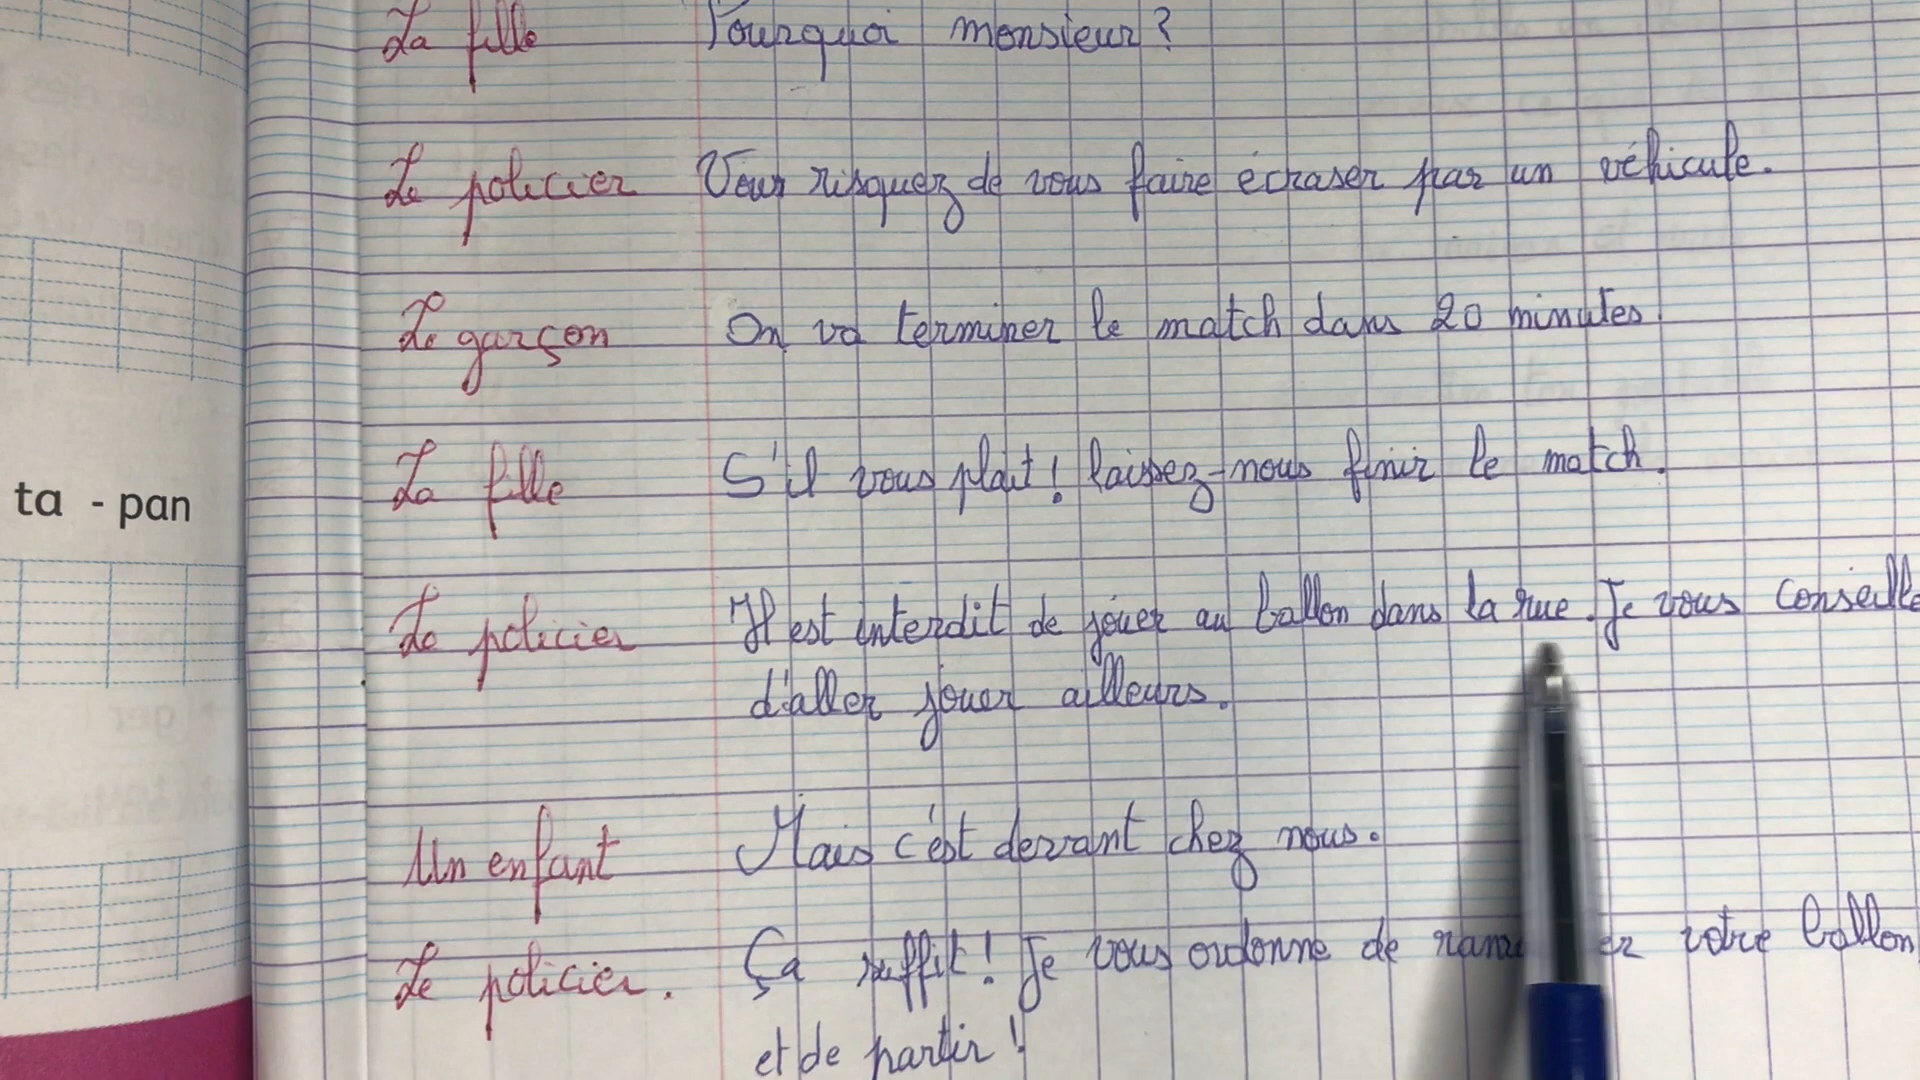 La fille Pourquoi monsieur ?
Le policier Vous risquez de vous faire écraser par un véhicule.
Le garçon On va terminer le match dans 20 minutes.
La fille S'il vous plait ! laissez-nous finir le match.
ta - pan
Le policier Il est interdit de jouer au ballon dans la rue. Je vous conseille
d'aller jouer ailleurs.
Un enfant Mais c'est devant chez nous.
Le policier. Ça suffit ! Je vous ordonne de votre ballon
et de partir !